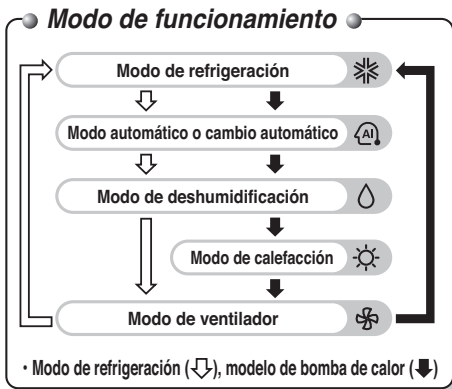 Modo de funcionamiento
Modo de refrigeración
Modo automático o cambio automático
AI
Modo de deshumidificación
Modo de calefacción
Modo de ventilador
· Modo de refrigeración (⇩), modelo de bomba de calor (⬇)